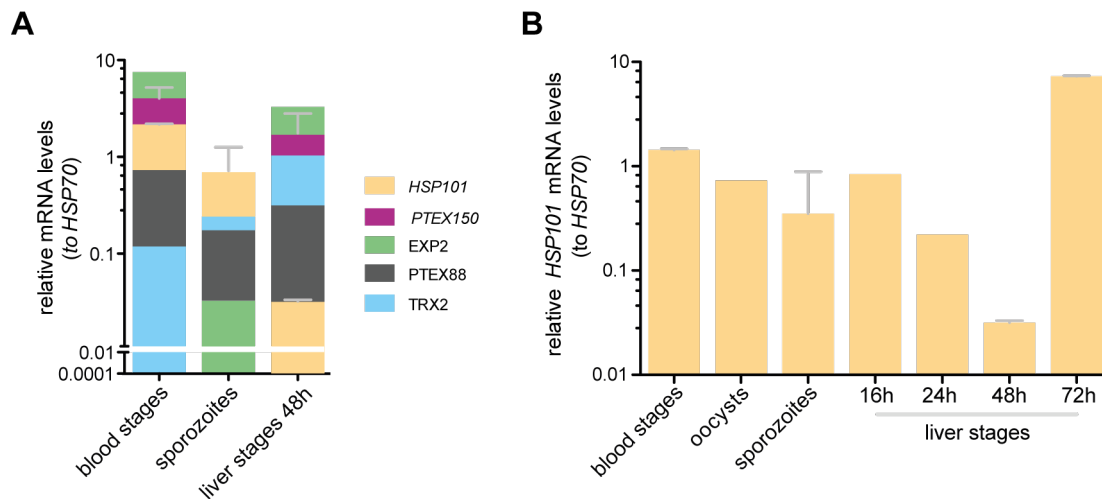 A
relative mRNA levels
(to HSP70)
10
1
0.1
0.01
0.0001
blood stages
sporozoites
liver stages 48h
HSP101
PTEX150
EXP2
PTEX88
TRX2
B
relative HSP101 mRNA levels
(to HSP70)
10
1
0.1
0.01
blood stages
oocysts
sporozoites
16h
24h
48h
72h
liver stages